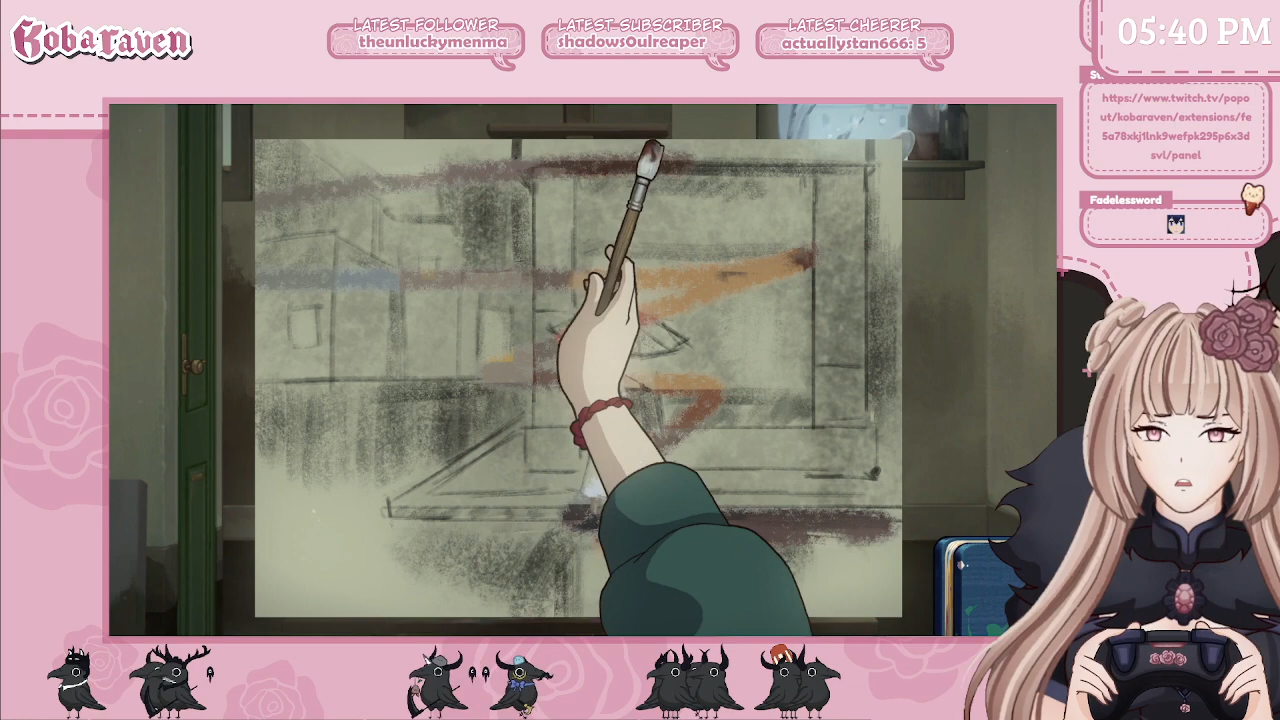 Kobaraven
LATEST FOLLOWER
theunluckymenma
LATEST SUBSCRIBER
shadows0ulreaper
LATEST CHEERER
actuallystan666: 5
05:40 PM
https://www.twitch.tv/popo
ut/kobaraven/extensions/fe
5a78xkj1lnk9wefpk295p6x3d
svl/panel
Fadelessword